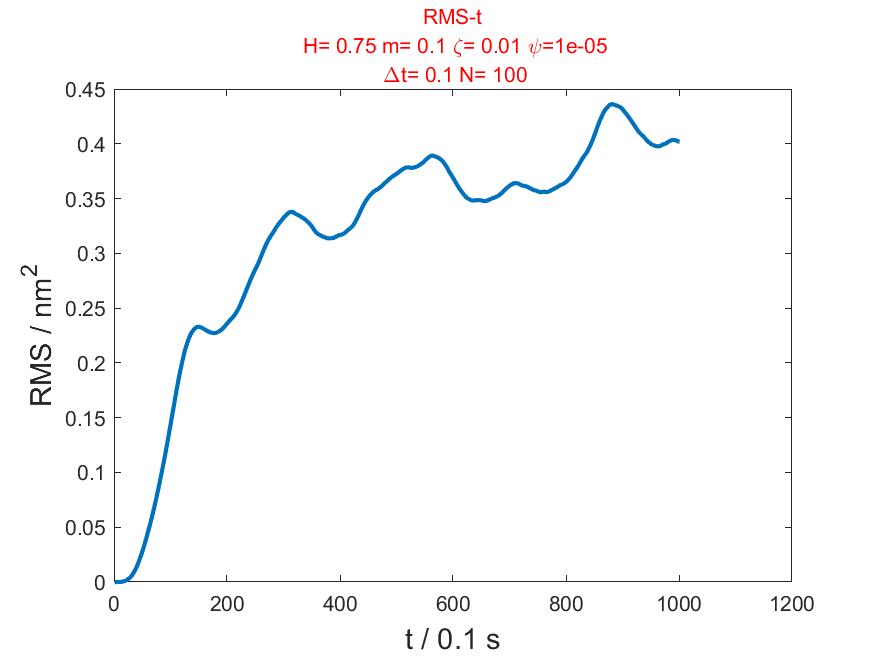 RMS-t
H= 0.75 m= 0.1 ζ= 0.01 ψ=1e-05
Δt= 0.1 N= 100
0.45
0.4
0.35
0.3
0.25
0.2
0.15
0.1
0.05
0
RMS / nm²
0 200 400 600 800 1000 1200
t / 0.1 s